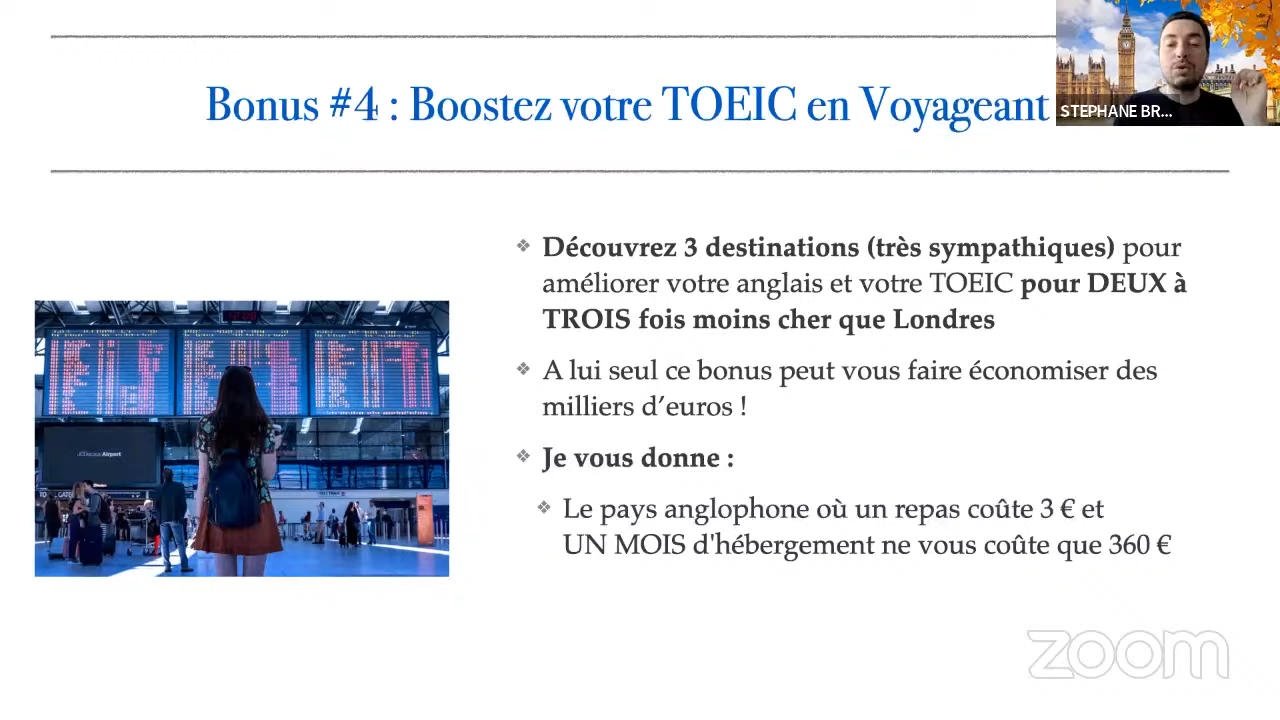 Bonus #4 : Boostez votre TOEIC en Voyageant
STEPHANE BR...
❖ Découvrez 3 destinations (très sympathiques) pour
améliorer votre anglais et votre TOEIC pour DEUX à
TROIS fois moins cher que Londres
❖ A lui seul ce bonus peut vous faire économiser des
milliers d’euros !
❖ Je vous donne :
❖ Le pays anglophone où un repas coûte 3 € et
UN MOIS d'hébergement ne vous coûte que 360 €
Airport
zoom